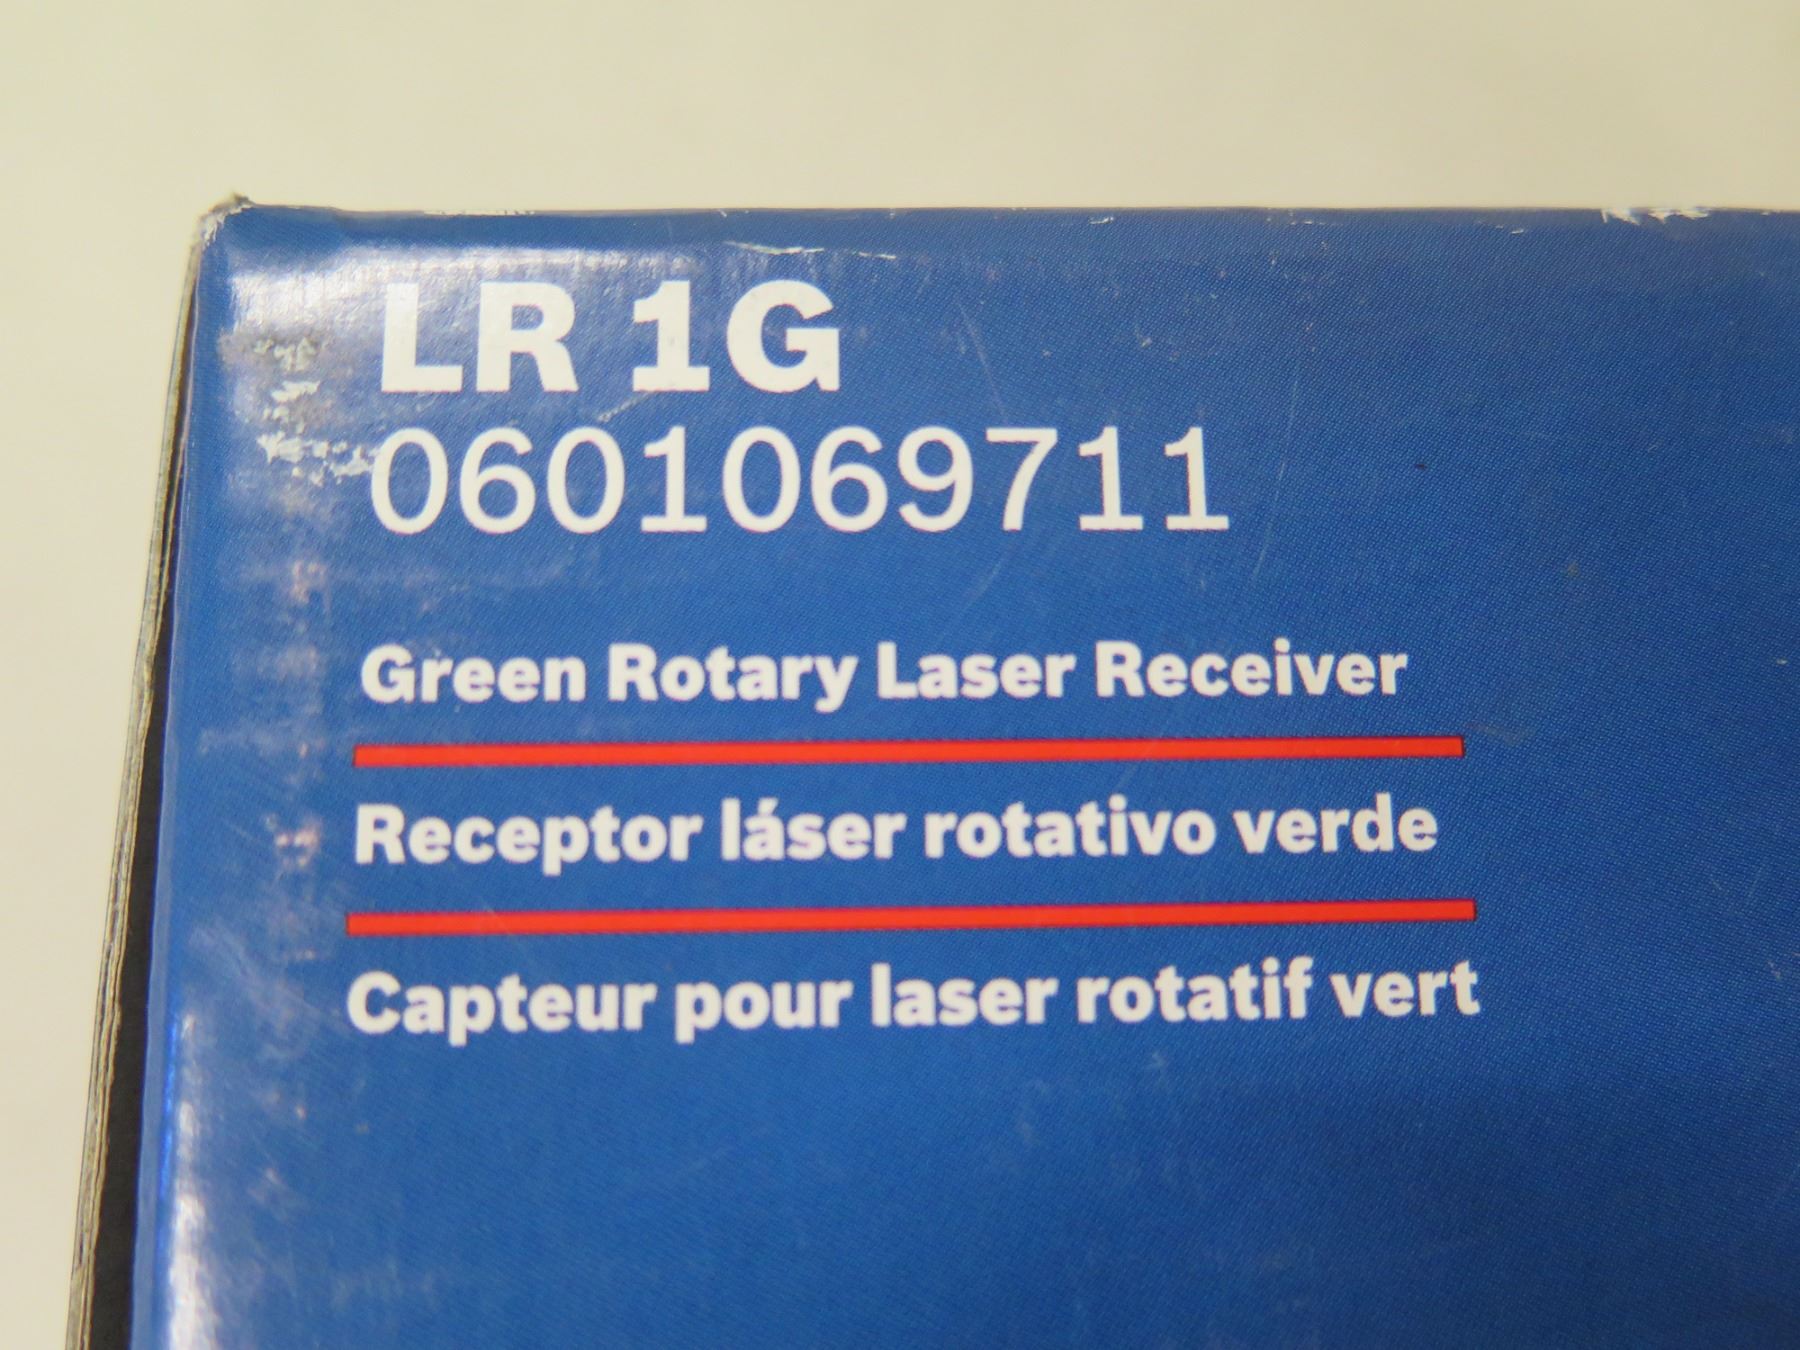 LR 1G
0601069711
Green Rotary Laser Receiver
Receptor láser rotativo verde
Capteur pour laser rotatif vert